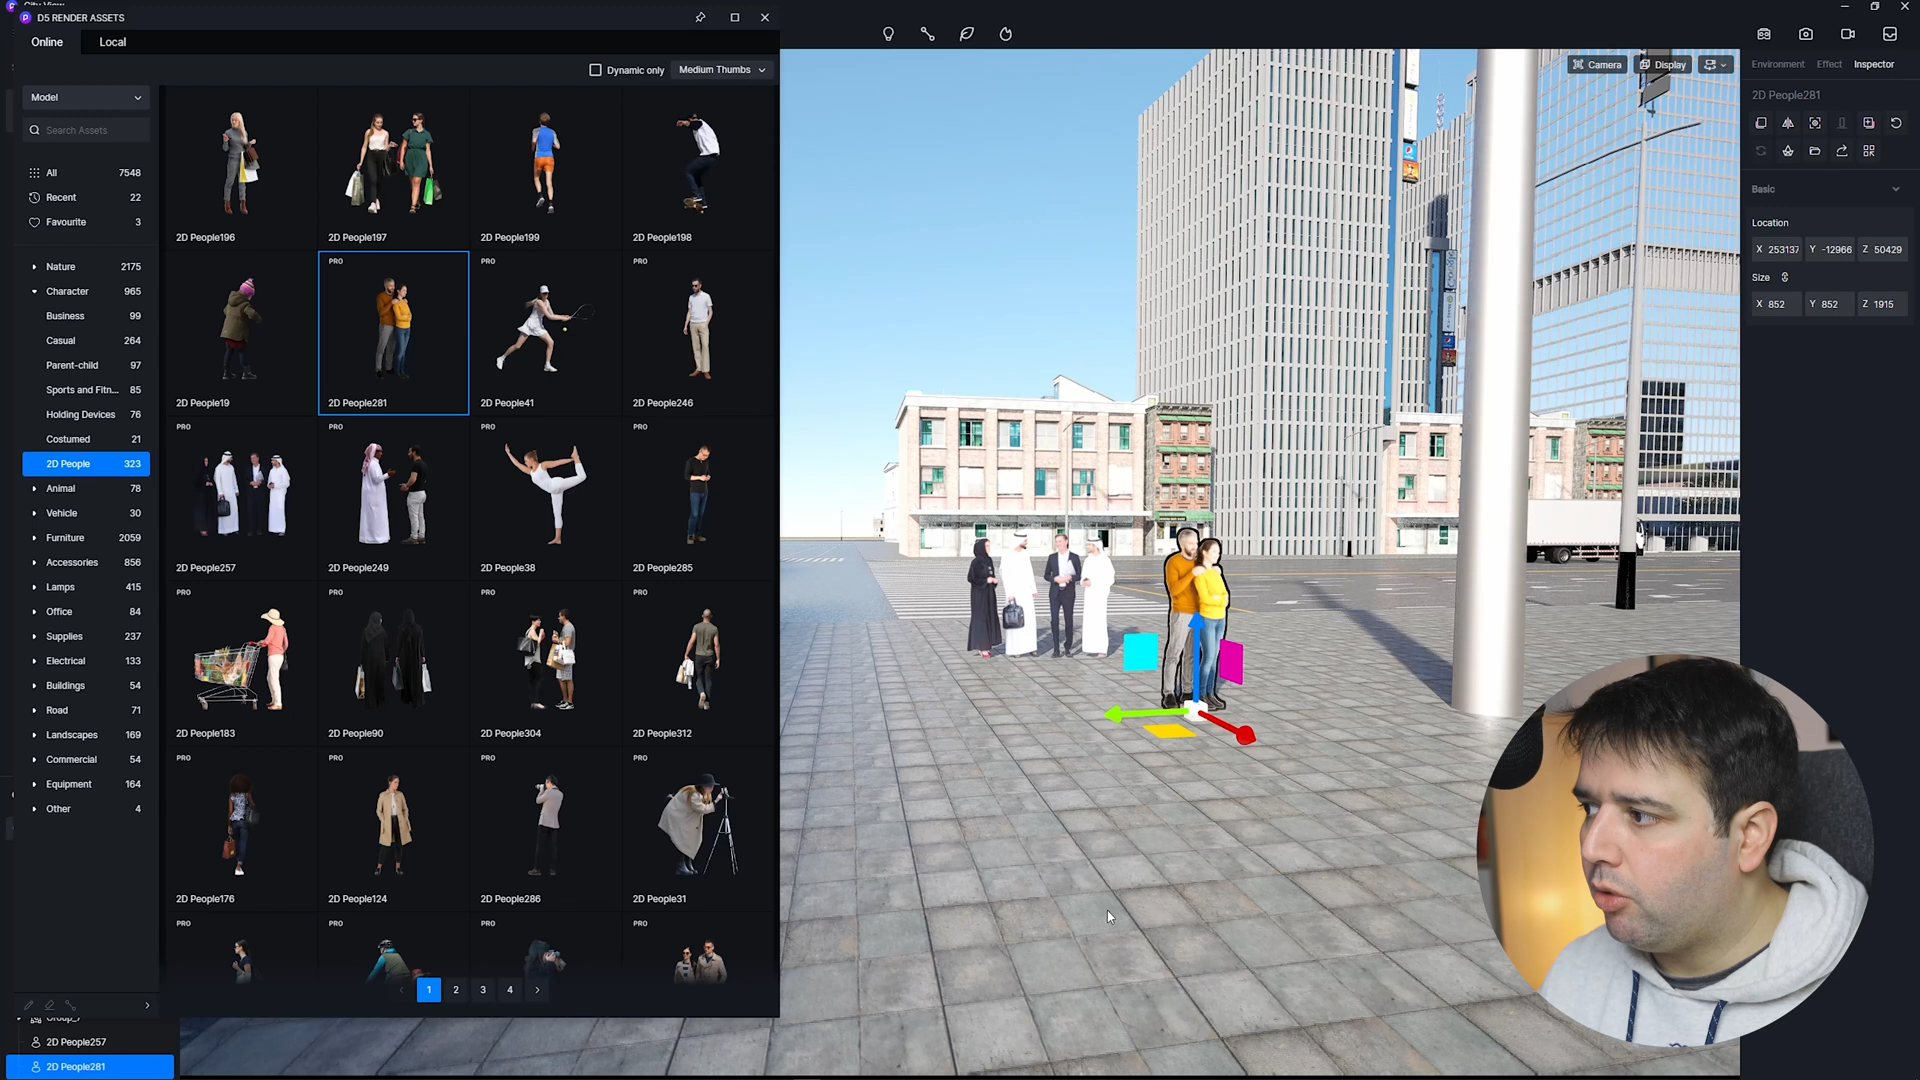 D5 RENDER ASSETS
Online
Local
Dynamic only
Medium Thumbs
Model
Search Assets
All 7548
Recent 22
Favourite 3
Nature 2175
Character 965
Business 99
Casual 264
Parent-child 97
Sports and Fitn... 85
Holding Devices 76
Costumed 21
2D People 323
Animal 78
Vehicle 30
Furniture 2059
Accessories 856
Lamps 415
Office 84
Supplies 237
Electrical 133
Buildings 54
Road 71
Landscapes 169
Commercial 54
Equipment 164
Other 4
2D People196
2D People197
2D People199
2D People198
PRO
PRO
PRO
2D People19
2D People281
2D People41
2D People246
PRO
PRO
PRO
PRO
2D People257
2D People249
2D People38
2D People285
PRO
PRO
PRO
PRO
2D People183
2D People90
2D People304
2D People312
PRO
PRO
PRO
PRO
2D People176
2D People124
2D People286
2D People31
PRO
PRO
PRO
PRO
1
2
3
4
2D People257
2D People281
Camera
Display
Environment
Effect
Inspector
2D People281
Basic
Location
X 253137
Y -12966
Z 50429
Size
X 852
Y 852
Z 1915